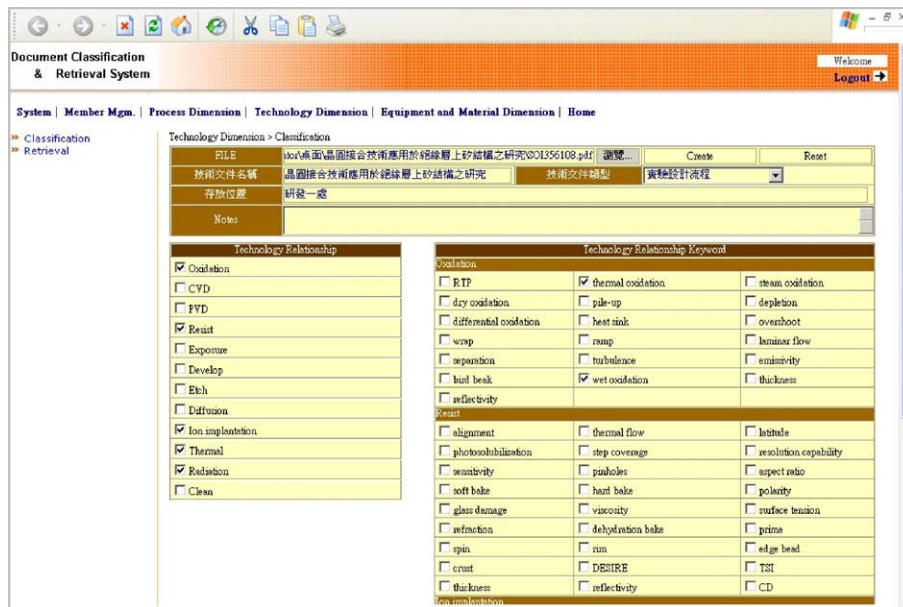 Document Classification
& Retrieval System
Welcome
Logout
System | Member Mgm. | Process Dimension | Technology Dimension | Equipment and Material Dimension | Home
» Classification
» Retrieval
Technology Dimension > Classification
FILE
ator\桌面\晶圓接合技術應用於絕緣層上矽結構之研究\SOI356108.pdf 瀏覽... Create Reset
技術文件名稱 晶圓接合技術應用於絕緣層上矽結構之研究 技術文件類型 實驗設計流程
存放位置 研發一處
Notes
Technology Relationship
Oxidation
CVD
PVD
Resist
Exposure
Develop
Etch
Diffusion
Ion implantation
Thermal
Radiation
Clean
Technology Relationship Keyword
Oxidation
RTP thermal oxidation steam oxidation
dry oxidation pile-up depletion
differential oxidation heat sink overshoot
wrap ramp laminar flow
separation turbulence emissivity
bird beak wet oxidation thickness
reflectivity
Resist
alignment thermal flow latitude
photosolubilization step coverage resolution capability
sensitivity pinholes aspect ratio
soft bake hard bake polarity
glass damage viscosity surface tension
refraction dehydration bake prime
spin rim edge bead
crust DESIRE TSI
thickness reflectivity CD
Ion implantation